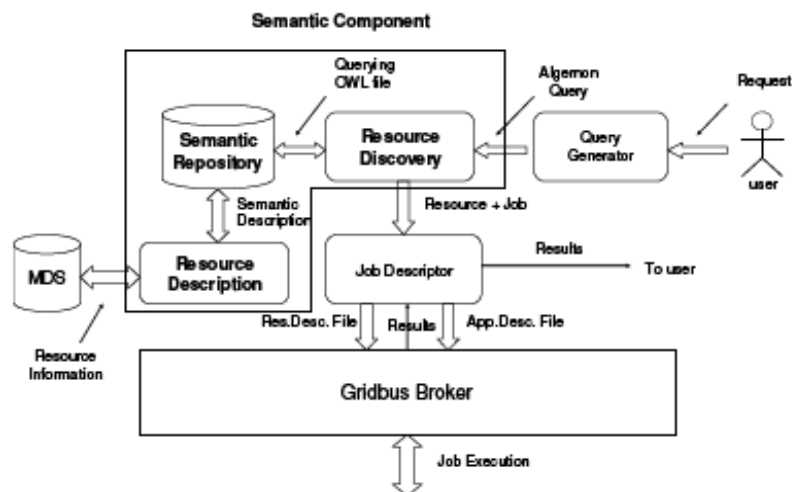 Semantic Component
Querying
OWL file
Algernon
Query
Request
Semantic
Repository
Resource
Discovery
Query
Generator
user
Semantic
Description
Resource + Job
MDS
Resource
Description
Job Descriptor
Results
To user
Resource
Information
Res.Desc. File
Results
App.Desc. File
Gridbus Broker
Job Execution